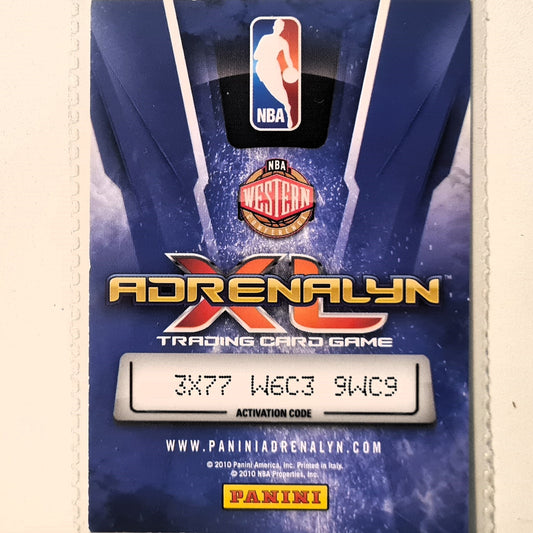 NBA
NBA
WESTERN
CONFERENCE
ADRENALYN™
XL
TRADING CARD GAME
3X77 W6C3 9WC9
ACTIVATION CODE
WWW.PANINIADRENALYN.COM
© 2010 Panini America, Inc. Printed in Italy.
© 2010 NBA Properties, Inc.
PANINI